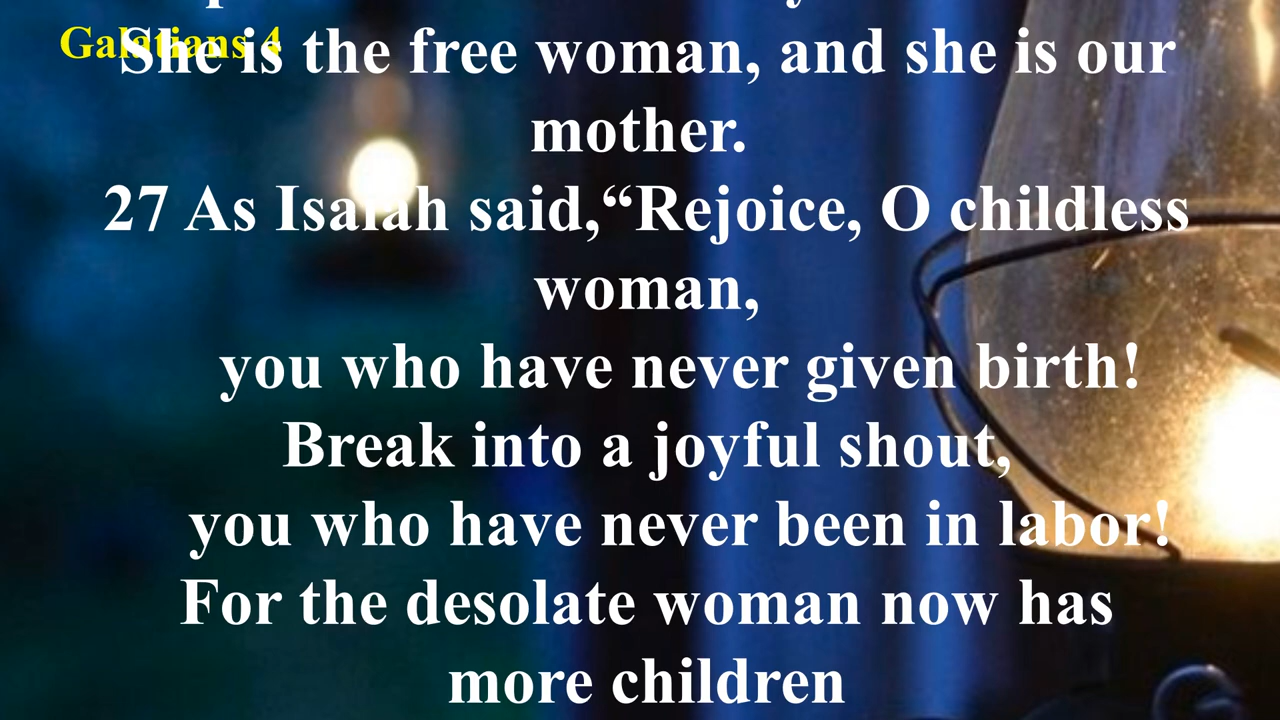 Galatians 4
She is the free woman, and she is our
mother.
27 As Isaiah said,“Rejoice, O childless
woman,
you who have never given birth!
Break into a joyful shout,
you who have never been in labor!
For the desolate woman now has
more children